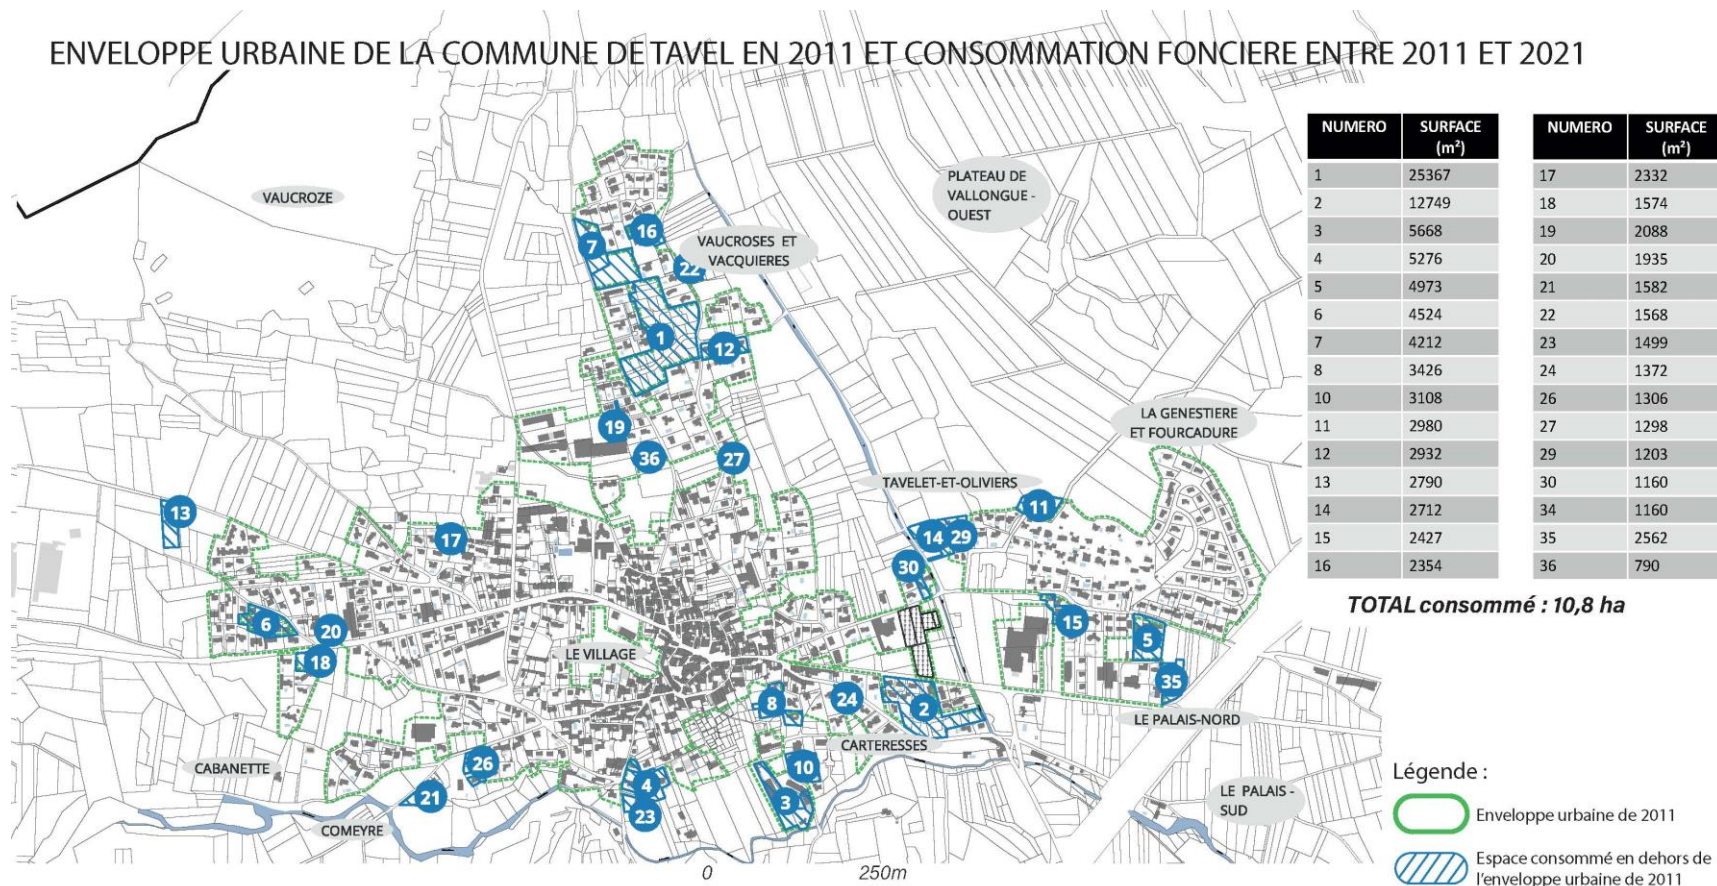 ENVELOPPE URBAINE DE LA COMMUNE DE TAVEL EN 2011 ET CONSOMMATION FONCIERE ENTRE 2011 ET 2021
VAUCROZE
PLATEAU DE
VALLONGUE -
OUEST
16
7
VAUCROSES ET
VACQUIERES
22
1
12
19
36
27
LA GENESTIERE
ET FOURCADURE
TAVELET-ET-OLIVIERS
13
11
17
14
29
30
6
20
15
5
LE VILLAGE
18
35
8
24
2
LE PALAIS-NORD
CARTERESSES
CABANETTE
26
10
4
21
3
23
COMEYRE
LE PALAIS -
SUD
0 250m
NUMERO SURFACE
(m²)
1 25367
2 12749
3 5668
4 5276
5 4973
6 4524
7 4212
8 3426
10 3108
11 2980
12 2932
13 2790
14 2712
15 2427
16 2354
NUMERO SURFACE
(m²)
17 2332
18 1574
19 2088
20 1935
21 1582
22 1568
23 1499
24 1372
26 1306
27 1298
29 1203
30 1160
34 1160
35 2562
36 790
TOTAL consommé : 10,8 ha
Légende :
Enveloppe urbaine de 2011
Espace consommé en dehors de
l'enveloppe urbaine de 2011